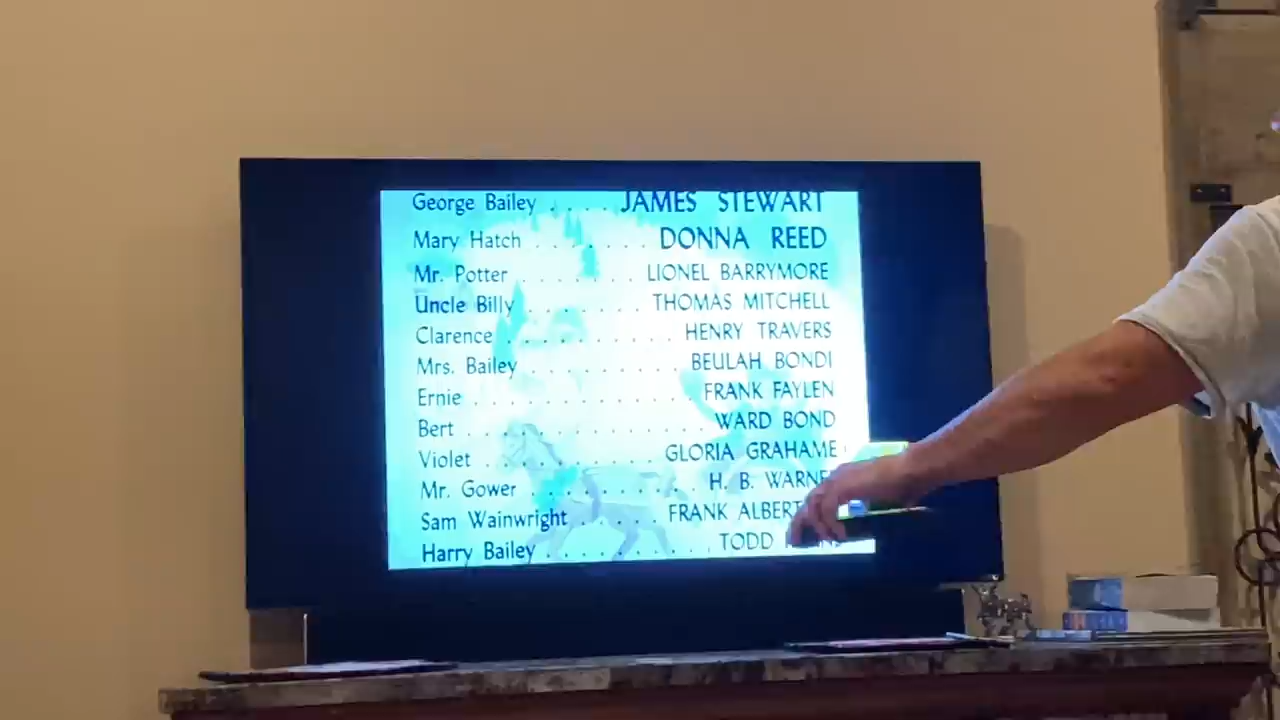 George Bailey . . . . JAMES STEWART
Mary Hatch . . . . . . . DONNA REED
Mr. Potter . . . . . . . LIONEL BARRYMORE
Uncle Billy . . . . . . . THOMAS MITCHELL
Clarence . . . . . . . . . . HENRY TRAVERS
Mrs. Bailey . . . . . . . . . BEULAH BONDI
Ernie . . . . . . . . . . . . FRANK FAYLEN
Bert . . . . . . . . . . . . . WARD BOND
Violet . . . . . . . . . . GLORIA GRAHAME
Mr. Gower . . . . . . . . . . H. B. WARNE
Sam Wainwright . . . . . . FRANK ALBERT
Harry Bailey . . . . . . . . . . TODD